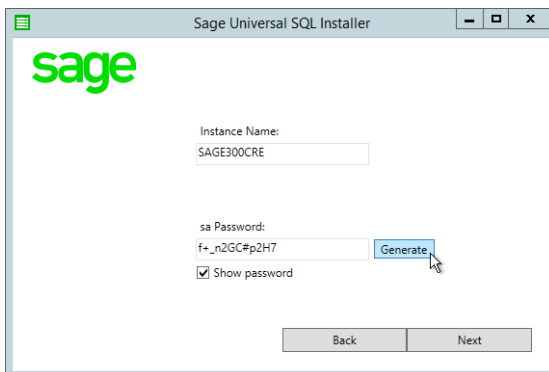 Sage Universal SQL Installer
sage
Instance Name:
SAGE300CRE
sa Password:
f+_n2GC#p2H7
Generate
Show password
Back
Next